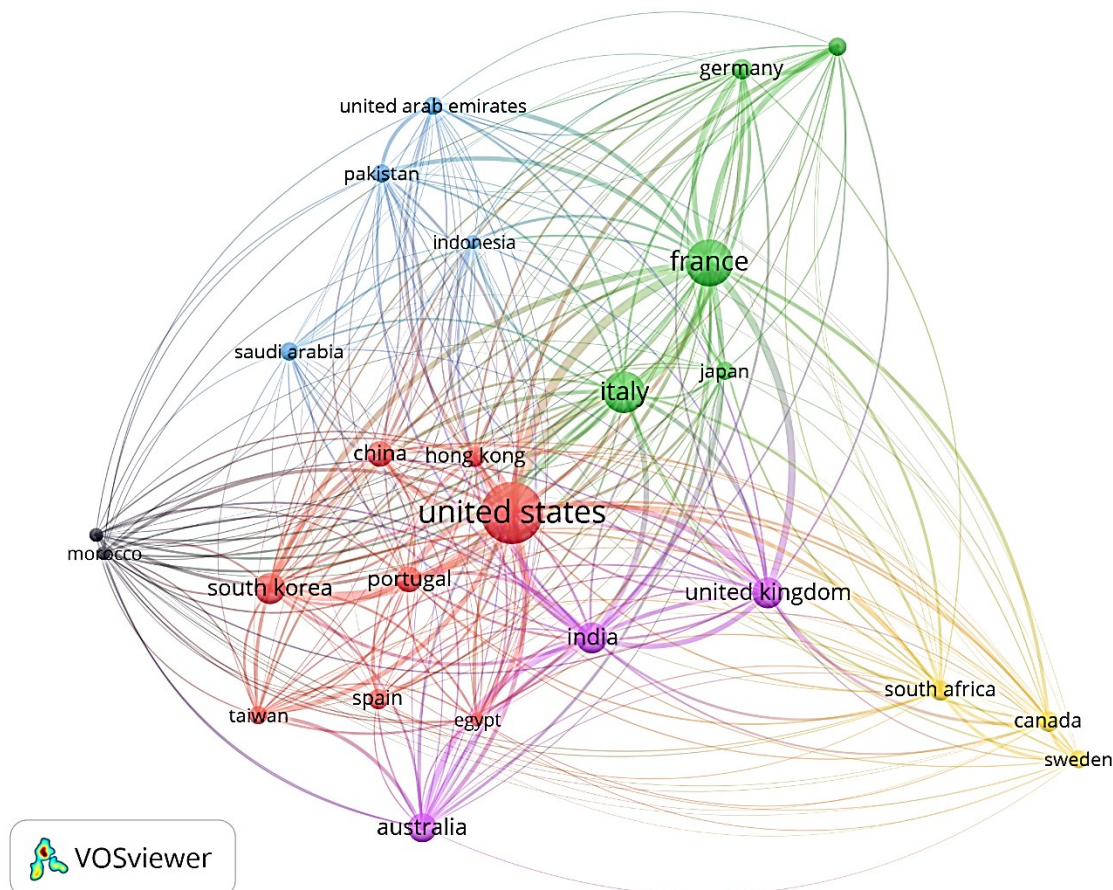 germany
united arab emirates
pakistan
indonesia
france
saudi arabia
japan
italy
china
hong kong
united states
morocco
south korea
portugal
united kingdom
india
south africa
spain
taiwan
egypt
canada
sweden
australia
VOSviewer